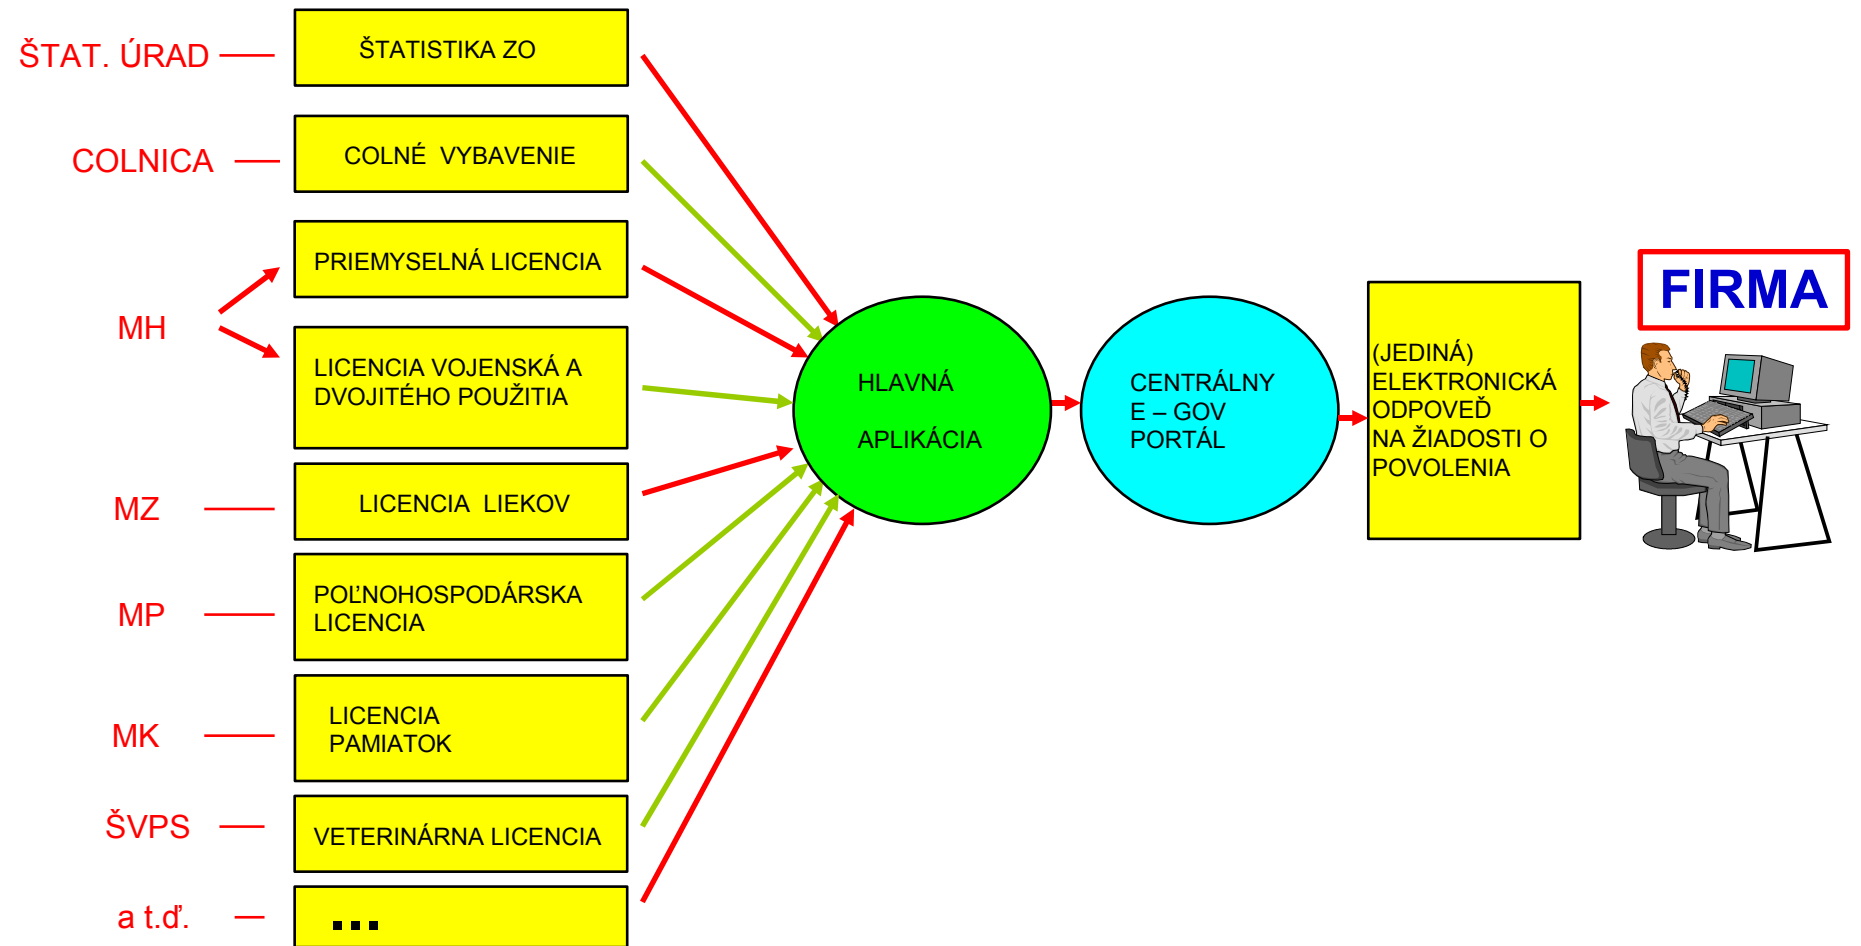 ŠTAT. ÚRAD
ŠTATISTIKA ZO
COLNICA
COLNÉ VYBAVENIE
MH
PRIEMYSELNÁ LICENCIA
LICENCIA VOJENSKÁ A
DVOJITÉHO POUŽITIA
MZ
LICENCIA LIEKOV
MP
POĽNOHOSPODÁRSKA
LICENCIA
MK
LICENCIA
PAMIATOK
ŠVPS
VETERINÁRNA LICENCIA
a t.ď.
...
HLAVNÁ
APLIKÁCIA
CENTRÁLNY
E – GOV
PORTÁL
(JEDINÁ)
ELEKTRONICKÁ
ODPOVEĎ
NA ŽIADOSTI O
POVOLENIA
FIRMA